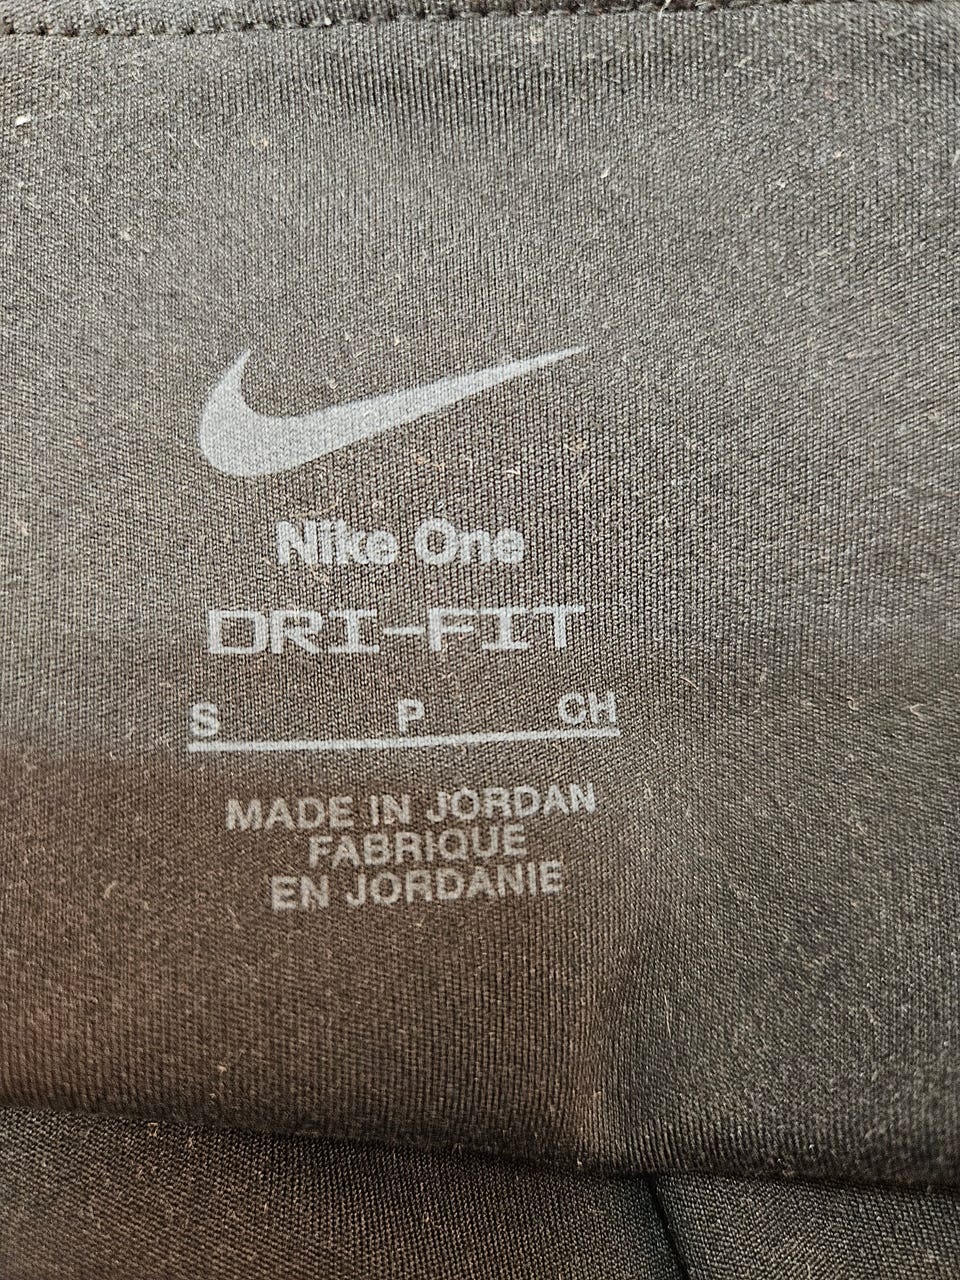 Nike One
DRI-FIT
S P CH
MADE IN JORDAN
FABRIQUE
EN JORDANIE